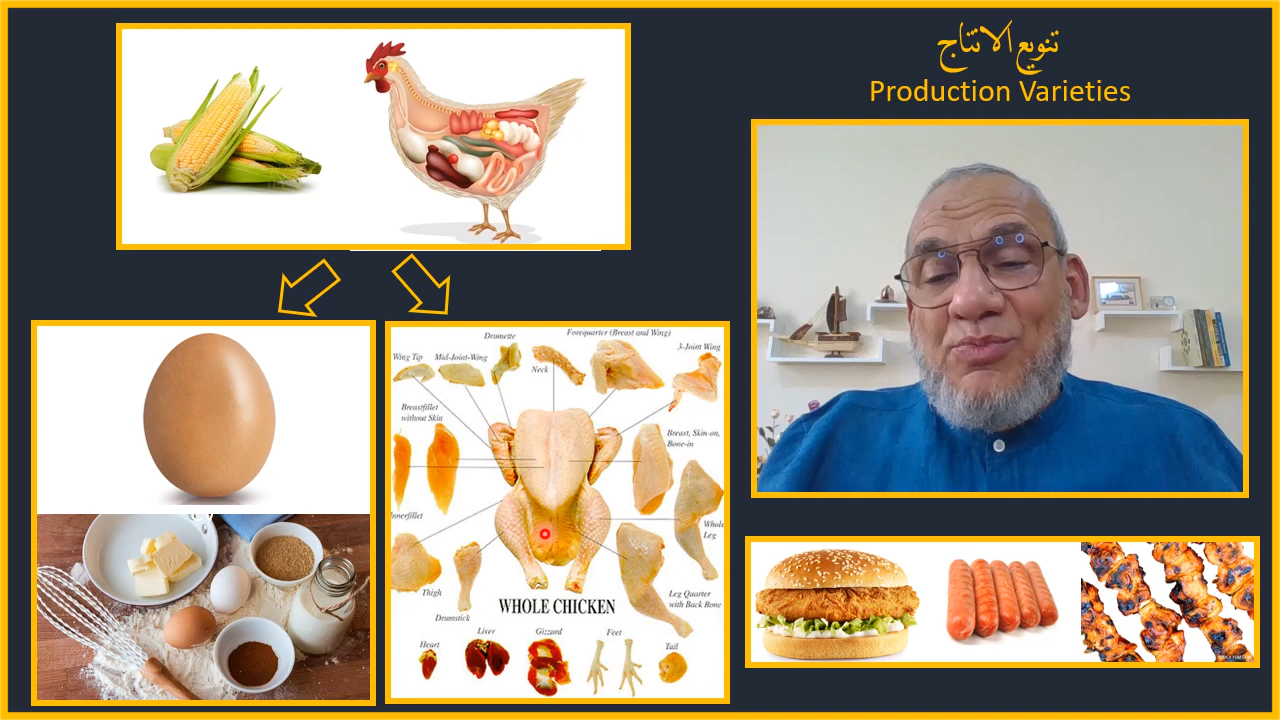 تنويع الانتاج
Production Varieties
Drumette
Forequarter (Breast and Wing)
Wing Tip
Mid-Joint-Wing
Neck
3-Joint Wing
Breastfillet
without Skin
Breast, Skin-on,
Bone-in
nnerfillet
Whole
Leg
Thigh
Drumstick
Leg Quarter
with Back Bone
WHOLE CHICKEN
Heart
Liver
Gizzard
Feet
Tail